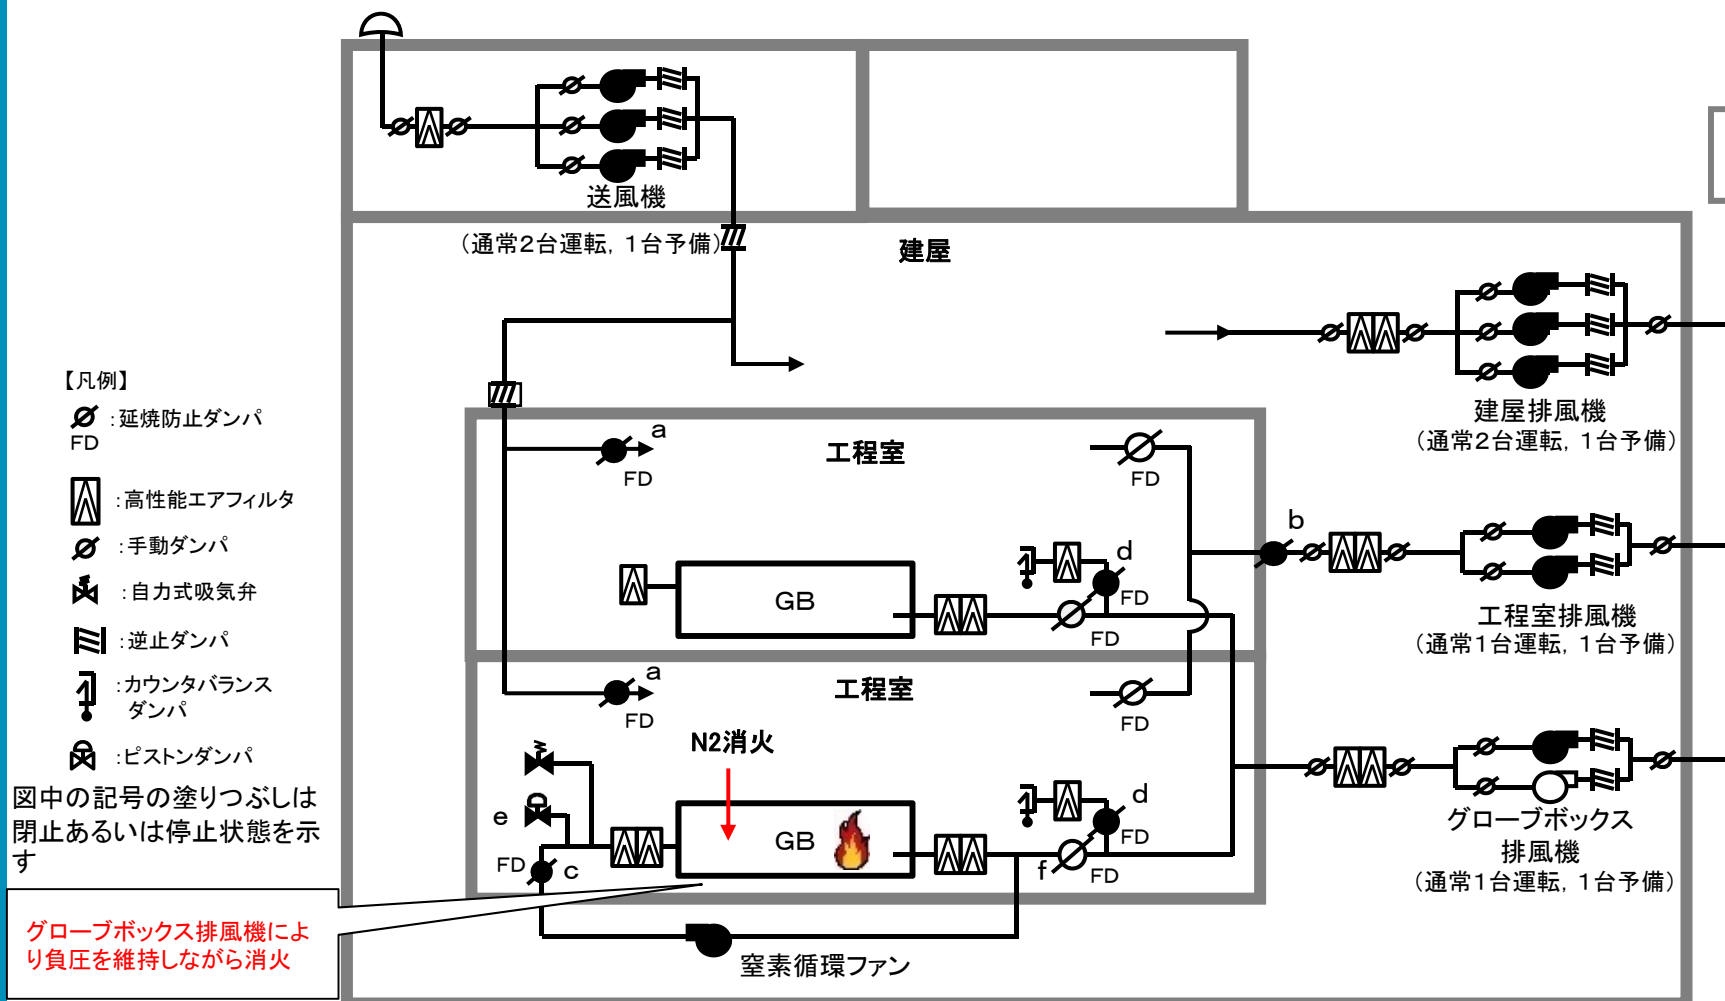 送風機
（通常2台運転, 1台予備）
建屋
建屋排風機
（通常2台運転, 1台予備）
【凡例】
:延焼防止ダンパ
FD
:高性能エアフィルタ
:手動ダンパ
:自力式吸気弁
:逆止ダンパ
:カウンタバランス
ダンパ
:ピストンダンパ
図中の記号の塗りつぶしは
閉止あるいは停止状態を示
す
a
FD
工程室
FD
b
d
FD
GB
FD
工程室排風機
（通常1台運転, 1台予備）
a
FD
工程室
FD
N2消火
e
FD
c
GB
d
FD
f
FD
グローブボックス
排風機
（通常1台運転, 1台予備）
グローブボックス排風機によ
り負圧を維持しながら消火
窒素循環ファン